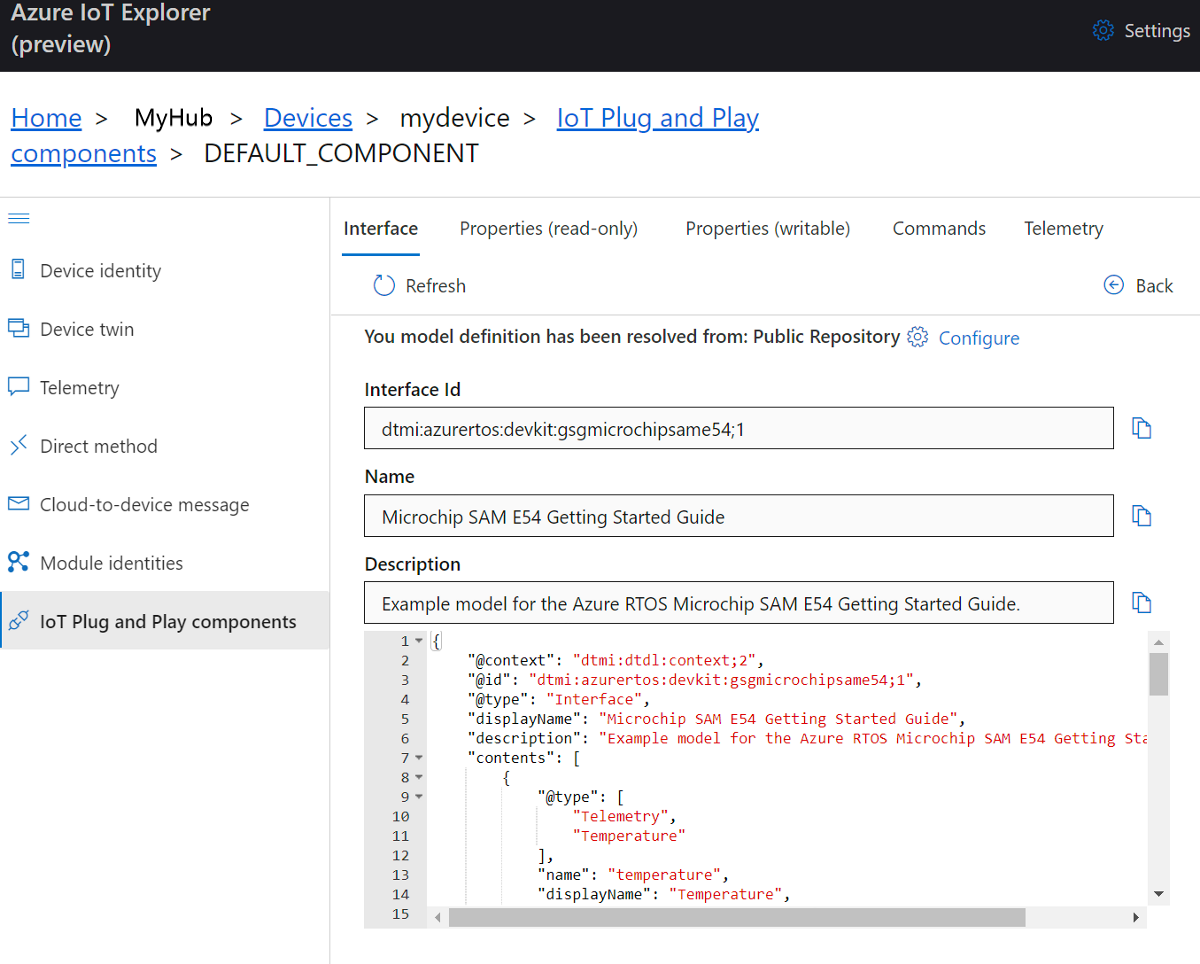 Azure IoT Explorer
(preview)
Settings
Home > MyHub > Devices > mydevice > IoT Plug and Play
components > DEFAULT_COMPONENT
Device identity
Device twin
Telemetry
Direct method
Cloud-to-device message
Module identities
IoT Plug and Play components
Interface Properties (read-only) Properties (writable) Commands Telemetry
Refresh Back
You model definition has been resolved from: Public Repository Configure
Interface Id
dtmi:azurertos:devkit:gsgmicrochipsame54;1
Name
Microchip SAM E54 Getting Started Guide
Description
Example model for the Azure RTOS Microchip SAM E54 Getting Started Guide.
1 {
2 "@context": "dtmi:dtdl:context;2",
3 "@id": "dtmi:azurertos:devkit:gsgmicrochipsame54;1",
4 "@type": "Interface",
5 "displayName": "Microchip SAM E54 Getting Started Guide",
6 "description": "Example model for the Azure RTOS Microchip SAM E54 Getting Sta
7 "contents": [
8 {
9 "@type": [
10 "Telemetry",
11 "Temperature"
12 ],
13 "name": "temperature",
14 "displayName": "Temperature",
15